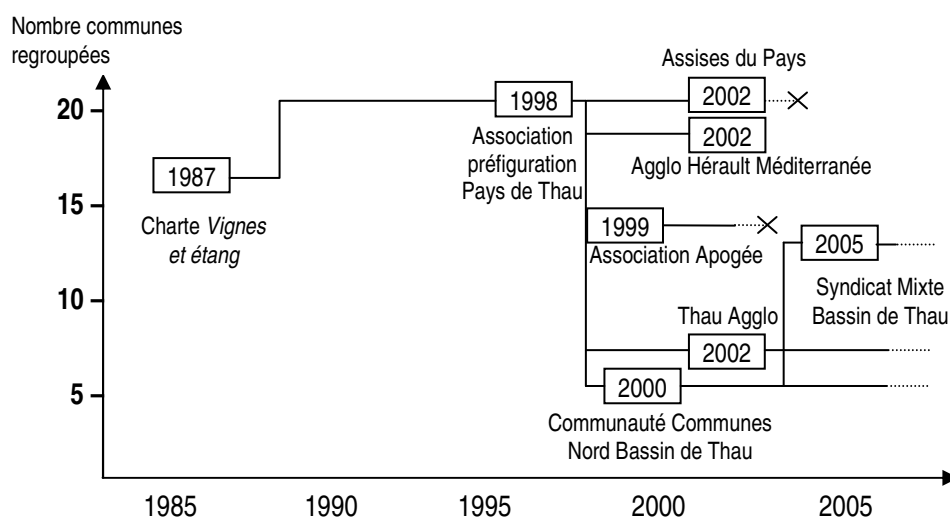 Nombre communes
regroupées
20
15
10
5
1987
Charte Vignes
et étang
1998
Association
préfiguration
Pays de Thau
Assises du Pays
2002
2002
Agglo Hérault Méditerranée
1999
Association Apogée
2005
Syndicat Mixte
Bassin de Thau
Thau Agglo
2002
2000
Communauté Communes
Nord Bassin de Thau
1985 1990 1995 2000 2005